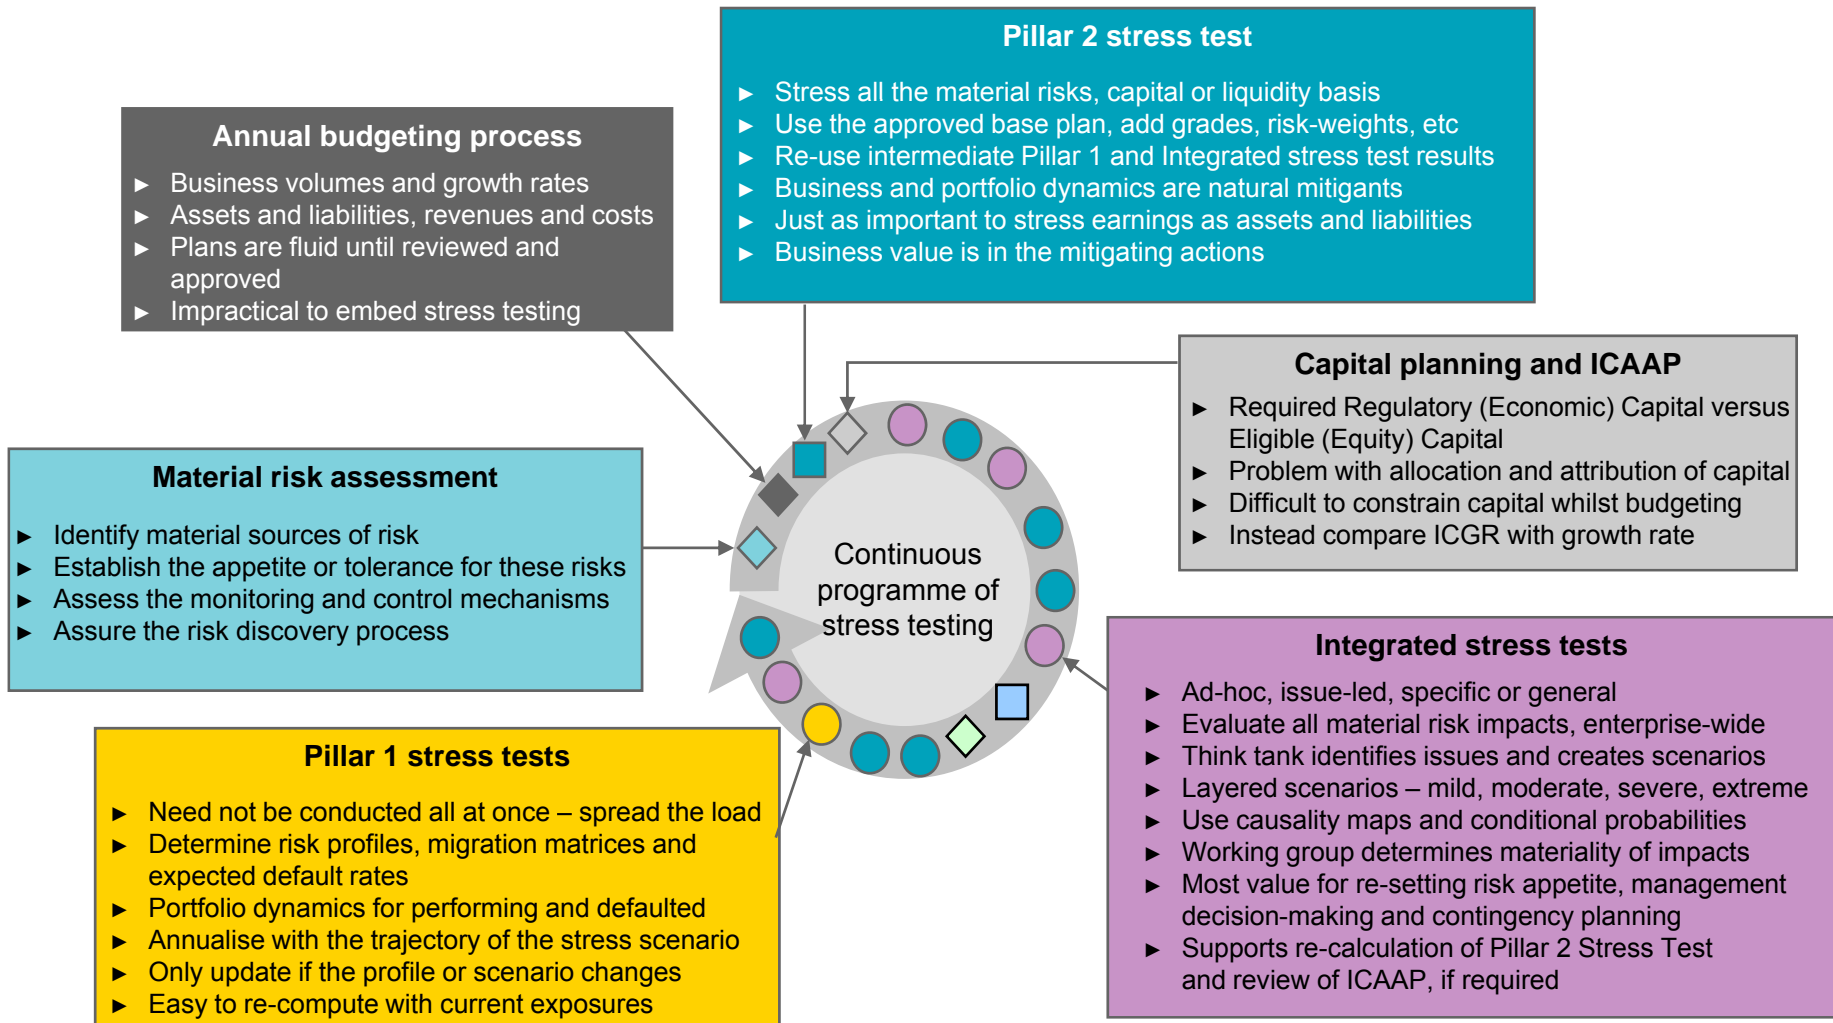 Pillar 2 stress test
► Stress all the material risks, capital or liquidity basis
► Use the approved base plan, add grades, risk-weights, etc
► Re-use intermediate Pillar 1 and Integrated stress test results
► Business and portfolio dynamics are natural mitigants
► Just as important to stress earnings as assets and liabilities
► Business value is in the mitigating actions
Annual budgeting process
► Business volumes and growth rates
► Assets and liabilities, revenues and costs
► Plans are fluid until reviewed and
approved
► Impractical to embed stress testing
Capital planning and ICAAP
► Required Regulatory (Economic) Capital versus
Eligible (Equity) Capital
► Problem with allocation and attribution of capital
► Difficult to constrain capital whilst budgeting
► Instead compare ICGR with growth rate
Material risk assessment
► Identify material sources of risk
► Establish the appetite or tolerance for these risks
► Assess the monitoring and control mechanisms
► Assure the risk discovery process
Continuous
programme of
stress testing
Integrated stress tests
► Ad-hoc, issue-led, specific or general
► Evaluate all material risk impacts, enterprise-wide
► Think tank identifies issues and creates scenarios
► Layered scenarios – mild, moderate, severe, extreme
► Use causality maps and conditional probabilities
► Working group determines materiality of impacts
► Most value for re-setting risk appetite, management
decision-making and contingency planning
► Supports re-calculation of Pillar 2 Stress Test
and review of ICAAP, if required
Pillar 1 stress tests
► Need not be conducted all at once – spread the load
► Determine risk profiles, migration matrices and
expected default rates
► Portfolio dynamics for performing and defaulted
► Annualise with the trajectory of the stress scenario
► Only update if the profile or scenario changes
► Easy to re-compute with current exposures